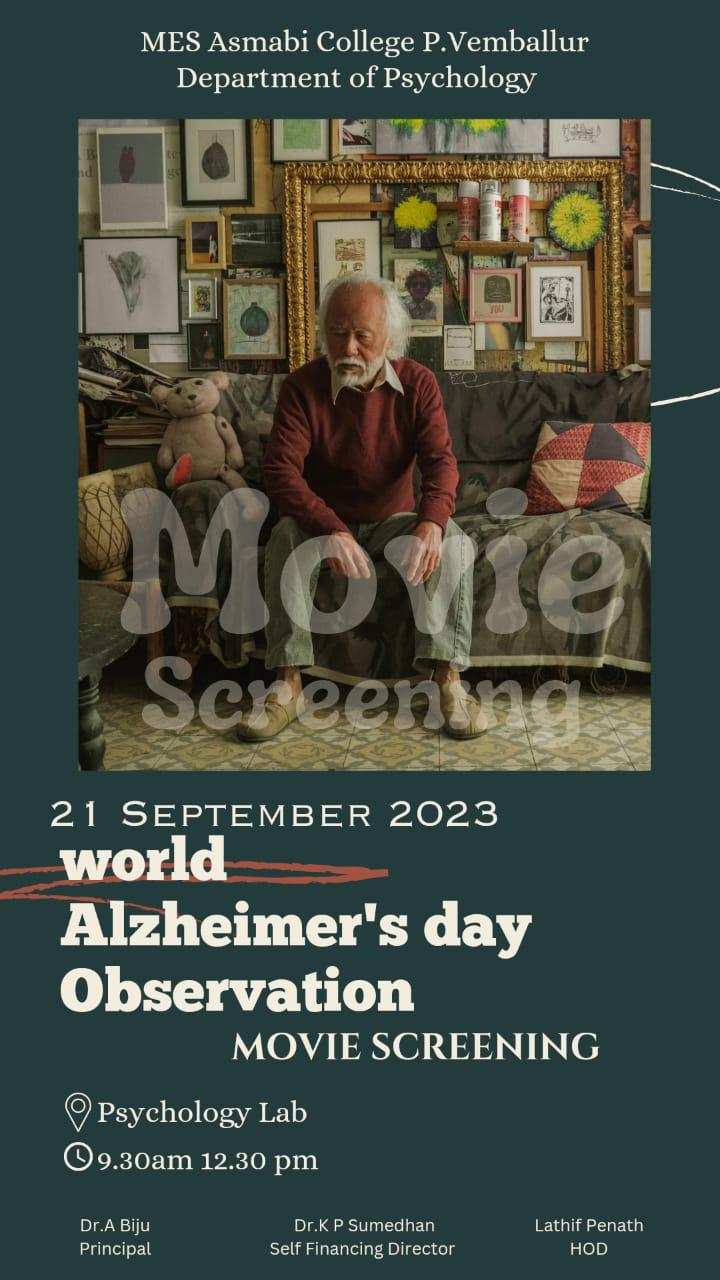 MES Asmabi College P.Vemballur
Department of Psychology
YOU
Movie
Screening
21 September 2023
world
Alzheimer's day
Observation
MOVIE SCREENING
Psychology Lab
9.30am 12.30 pm
Dr.A Biju
Dr.K P Sumedhan
Lathif Penath
Principal
Self Financing Director
HOD